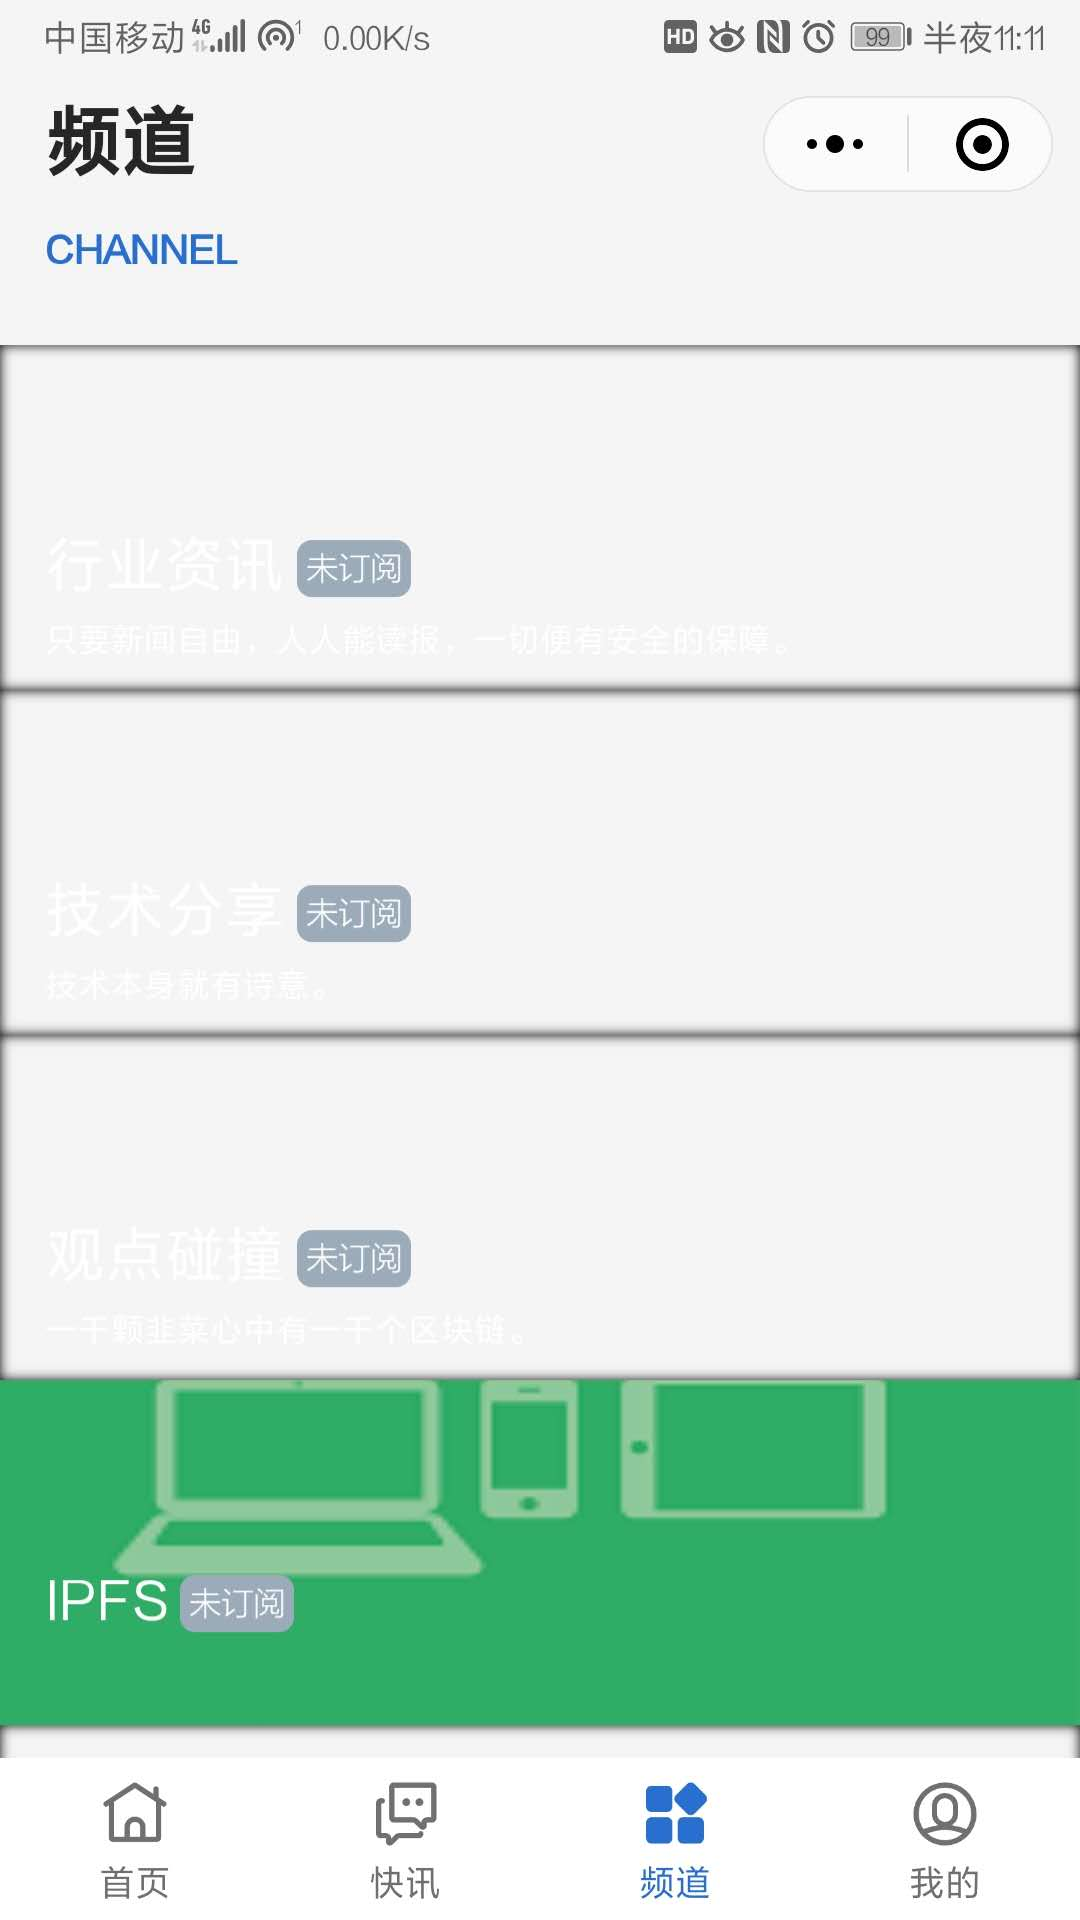 中国移动 4G 1 0.00K/s HD 99 半夜11:11
频道
CHANNEL
行业资讯 未订阅
只要新闻自由，人人能读报，一切便有安全的保障。
技术分享 未订阅
技术本身就有诗意。
观点碰撞 未订阅
一千颗韭菜心中有一千个区块链。
IPFS 未订阅
首页 快讯 频道 我的